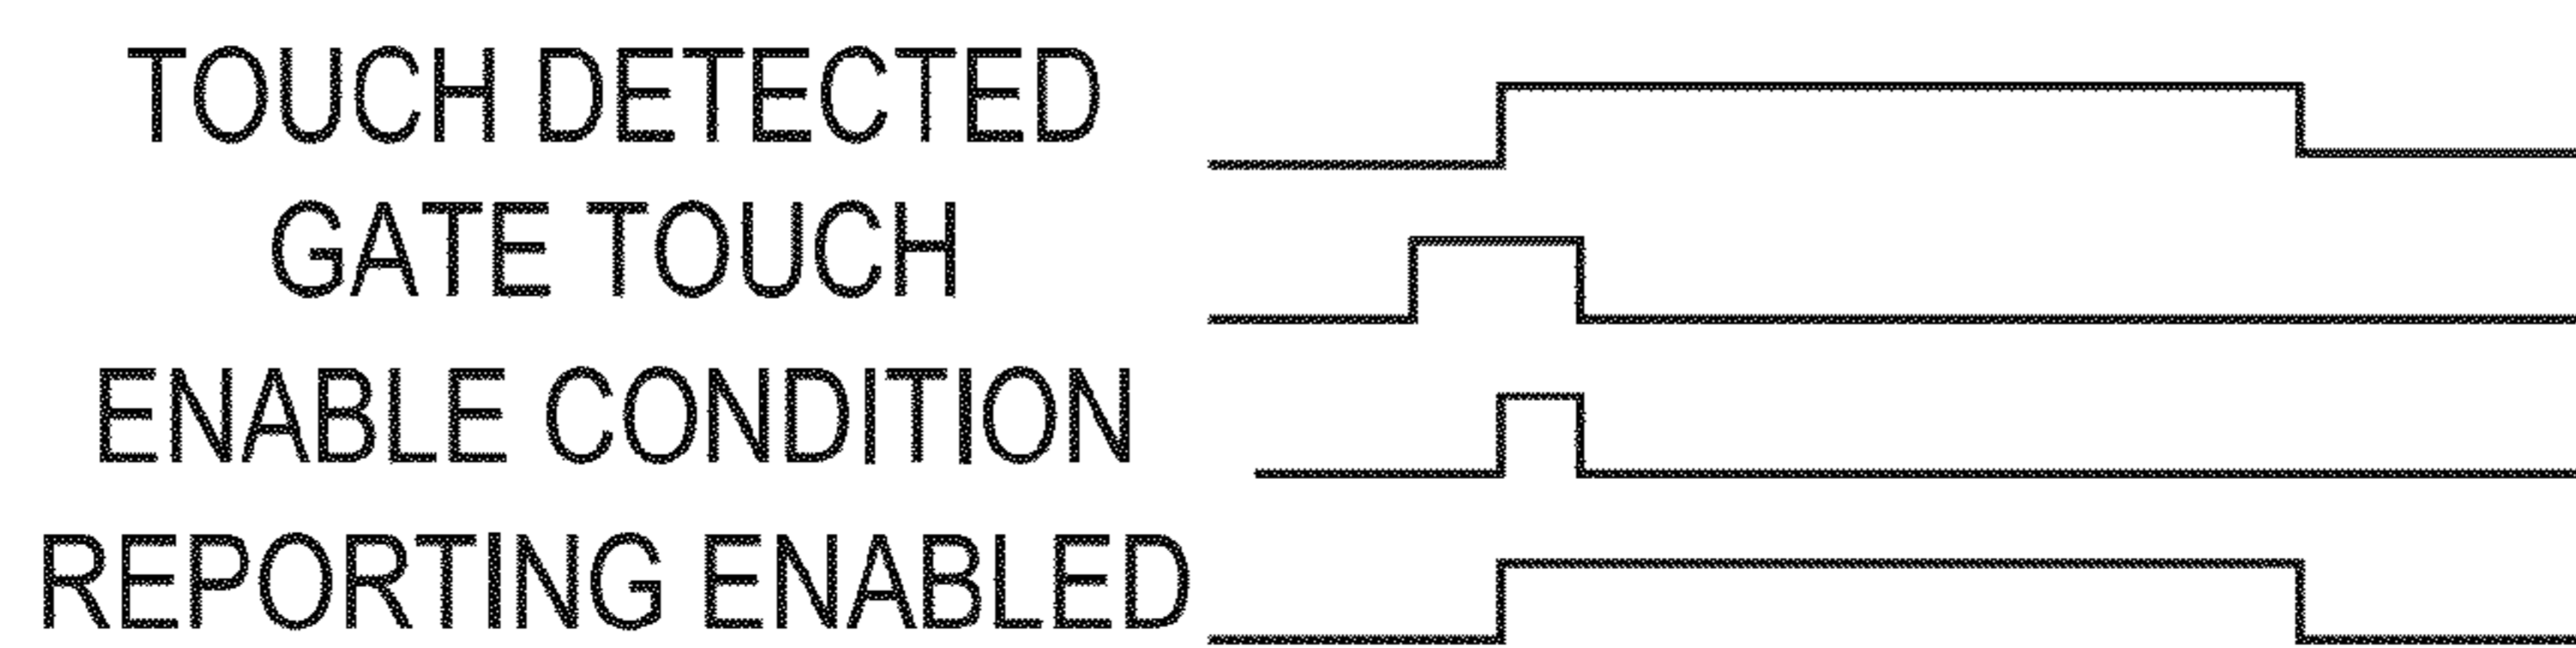 TOUCH DETECTED
GATE TOUCH
ENABLE CONDITION
REPORTING ENABLED